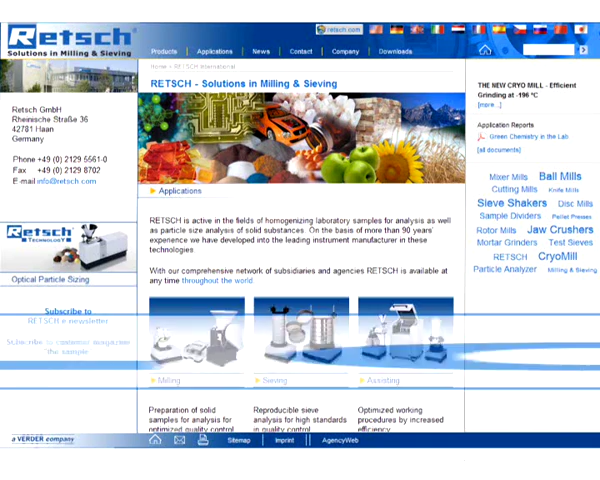 Retsch®
Solutions in Milling & Sieving
retsch.com
Products | Applications | News | Contact | Company | Downloads
Home > RETSCH International
RETSCH - Solutions in Milling & Sieving
Retsch GmbH
Rheinische Straße 36
42781 Haan
Germany
Phone +49 (0) 2129 5561-0
Fax +49 (0) 2129 8702
E-mail info@retsch.com
Retsch®
TECHNOLOGY
Optical Particle Sizing
Subscribe to
RETSCH e-newsletter
Subscribe to customer magazine
"the sample"
Applications
RETSCH is active in the fields of homogenizing laboratory samples for analysis as well
as particle size analysis of solid substances. On the basis of more than 90 years'
experience we have developed into the leading instrument manufacturer in these
technologies.
With our comprehensive network of subsidiaries and agencies RETSCH is available at
any time throughout the world.
Milling
Sieving
Assisting
Preparation of solid
samples for analysis for
optimized quality control
Reproducible sieve
analysis for high standards
in quality control
Optimized working
procedures by increased
efficiency
THE NEW CRYO MILL - Efficient
Grinding at -196 °C
[more...]
Application Reports
Green Chemistry in the Lab
[all documents]
Mixer Mills Ball Mills
Cutting Mills Knife Mills
Sieve Shakers Disc Mills
Sample Dividers Pellet Presses
Rotor Mills Jaw Crushers
Mortar Grinders Test Sieves
RETSCH CryoMill
Particle Analyzer Milling & Sieving
a VERDER company
Sitemap | Imprint || AgencyWeb